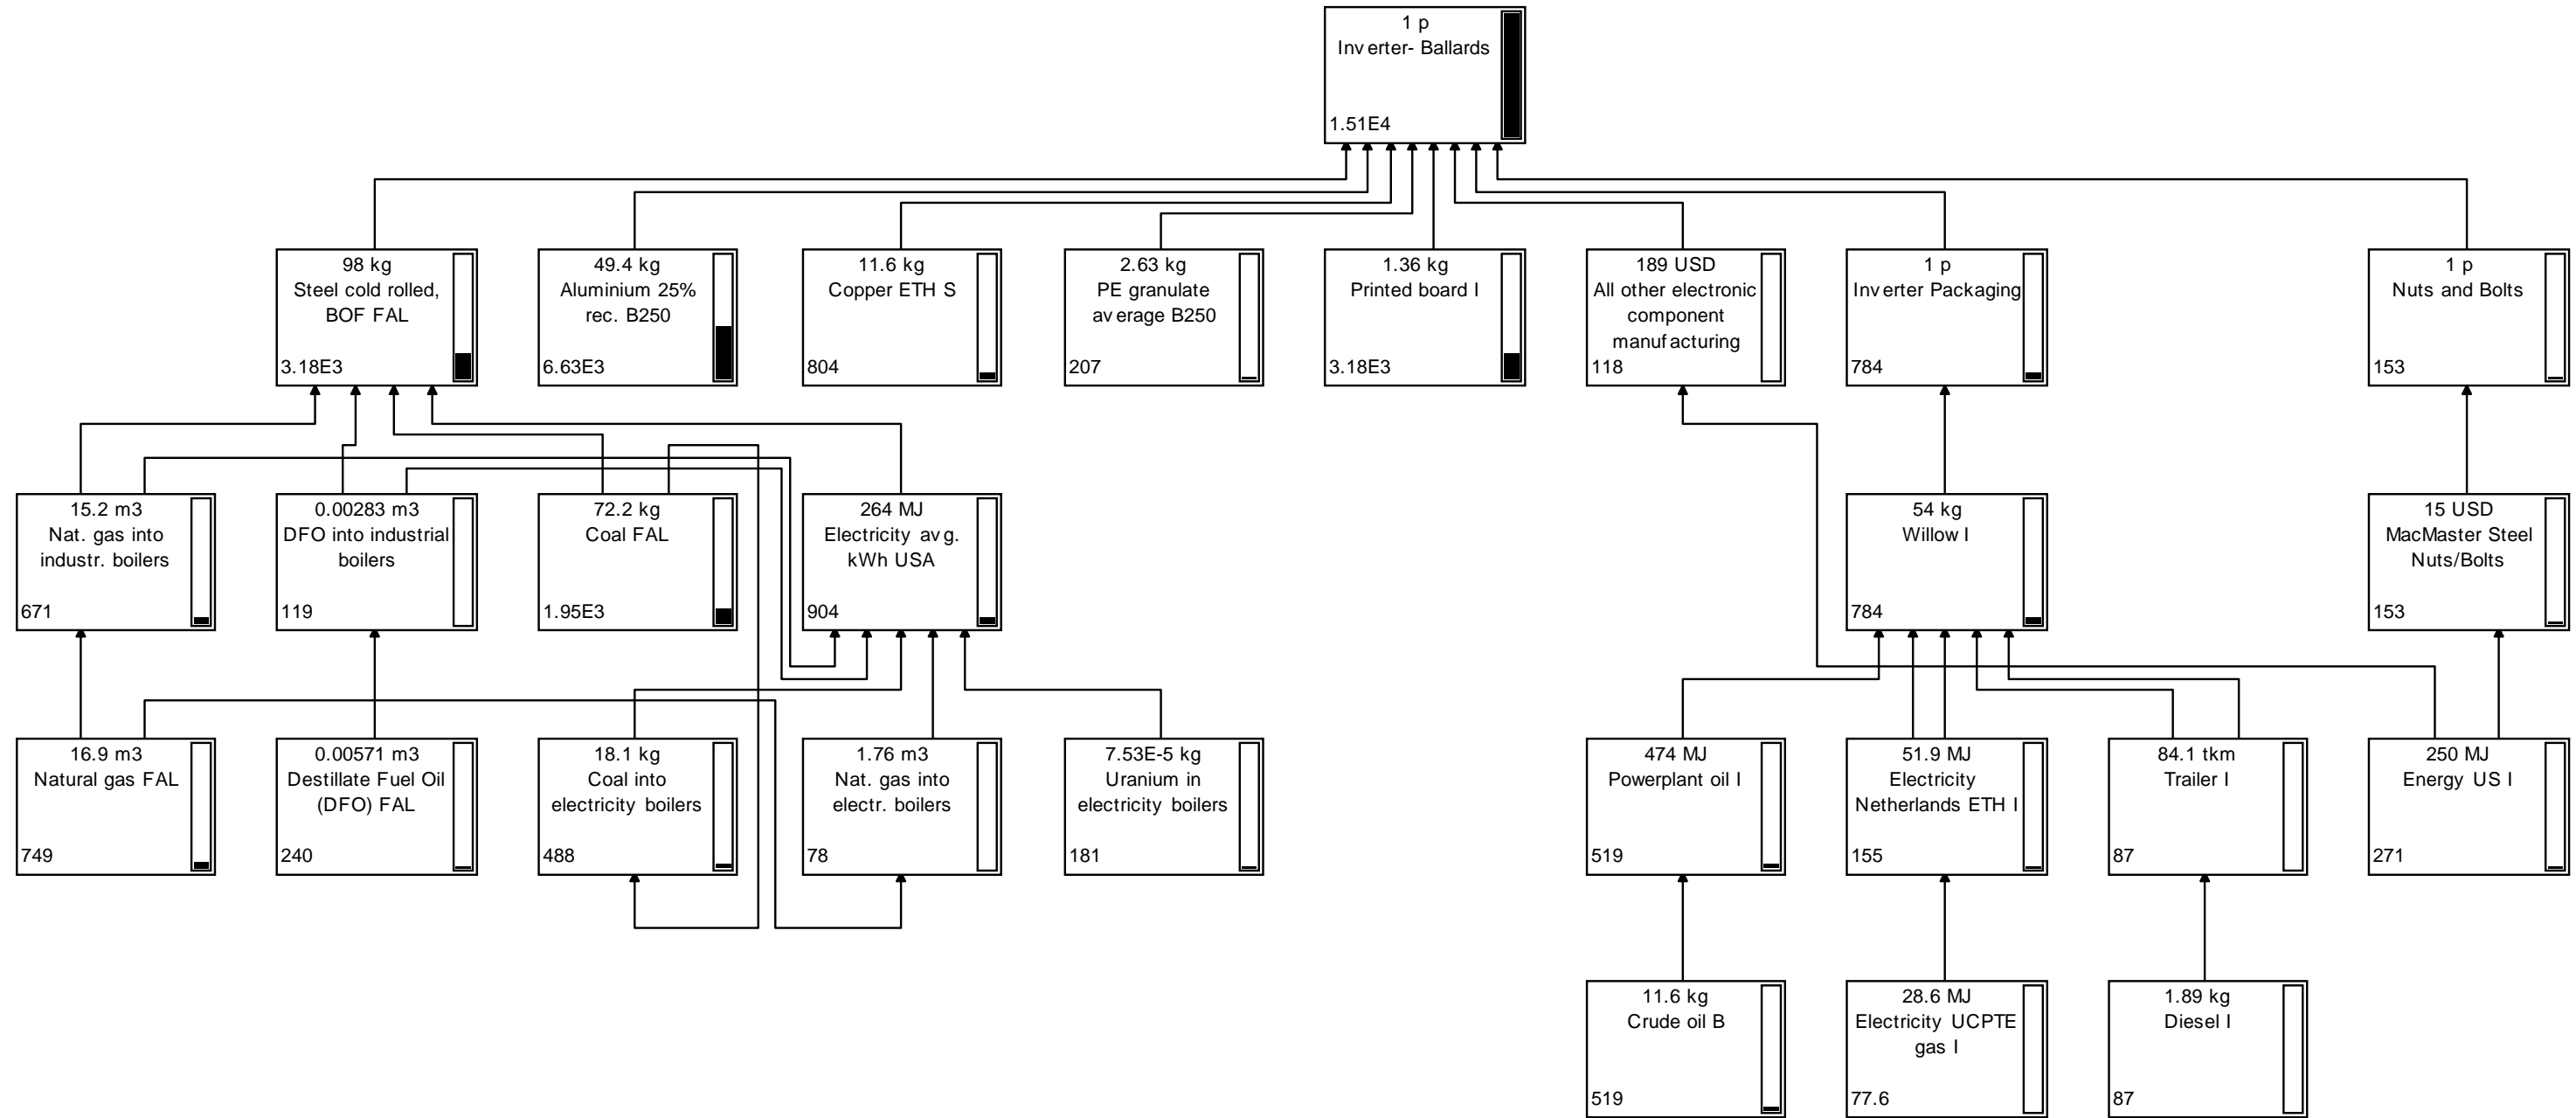 1 p
Inverter- Ballards
1.51E4
98 kg
Steel cold rolled,
BOF FAL
3.18E3
49.4 kg
Aluminium 25%
rec. B250
6.63E3
11.6 kg
Copper ETH S
804
2.63 kg
PE granulate
average B250
207
1.36 kg
Printed board I
3.18E3
189 USD
All other electronic
component
manufacturing
118
1 p
Inverter Packaging
784
1 p
Nuts and Bolts
153
15.2 m3
Nat. gas into
industr. boilers
671
0.00283 m3
DFO into industrial
boilers
119
72.2 kg
Coal FAL
1.95E3
264 MJ
Electricity avg.
kWh USA
904
54 kg
Willow I
784
15 USD
MacMaster Steel
Nuts/Bolts
153
16.9 m3
Natural gas FAL
749
0.00571 m3
Destillate Fuel Oil
(DFO) FAL
240
18.1 kg
Coal into
electricity boilers
488
1.76 m3
Nat. gas into
electr. boilers
78
7.53E-5 kg
Uranium in
electricity boilers
181
474 MJ
Powerplant oil I
519
51.9 MJ
Electricity
Netherlands ETH I
155
84.1 tkm
Trailer I
87
250 MJ
Energy US I
271
11.6 kg
Crude oil B
519
28.6 MJ
Electricity UCPTE
gas I
77.6
1.89 kg
Diesel I
87